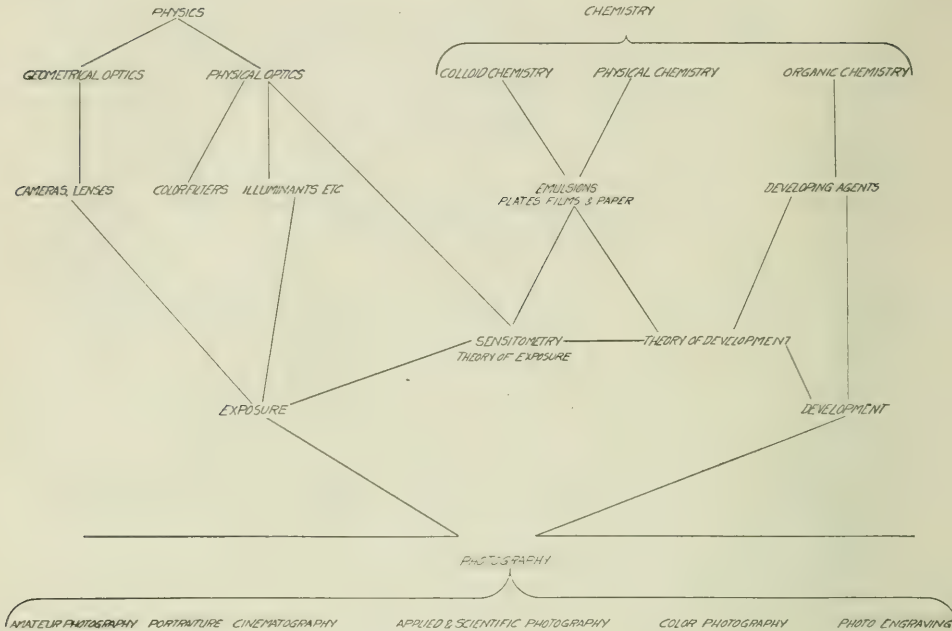 PHYSICS
CHEMISTRY
GEOMETRICAL OPTICS
PHYSICAL OPTICS
COLLOID CHEMISTRY
PHYSICAL CHEMISTRY
ORGANIC CHEMISTRY
CAMERAS, LENSES
COLORFILTERS
ILLUMINANTS ETC
EMULSIONS
PLATES FILMS & PAPER
DEVELOPING AGENTS
SENSITOMETRY
THEORY OF EXPOSURE
THEORY OF DEVELOPMENT
EXPOSURE
DEVELOPMENT
PHOTOGRAPHY
AMATEUR PHOTOGRAPHY
PORTRAITURE
CINEMATOGRAPHY
APPLIED & SCIENTIFIC PHOTOGRAPHY
COLOR PHOTOGRAPHY
PHOTO ENGRAVING